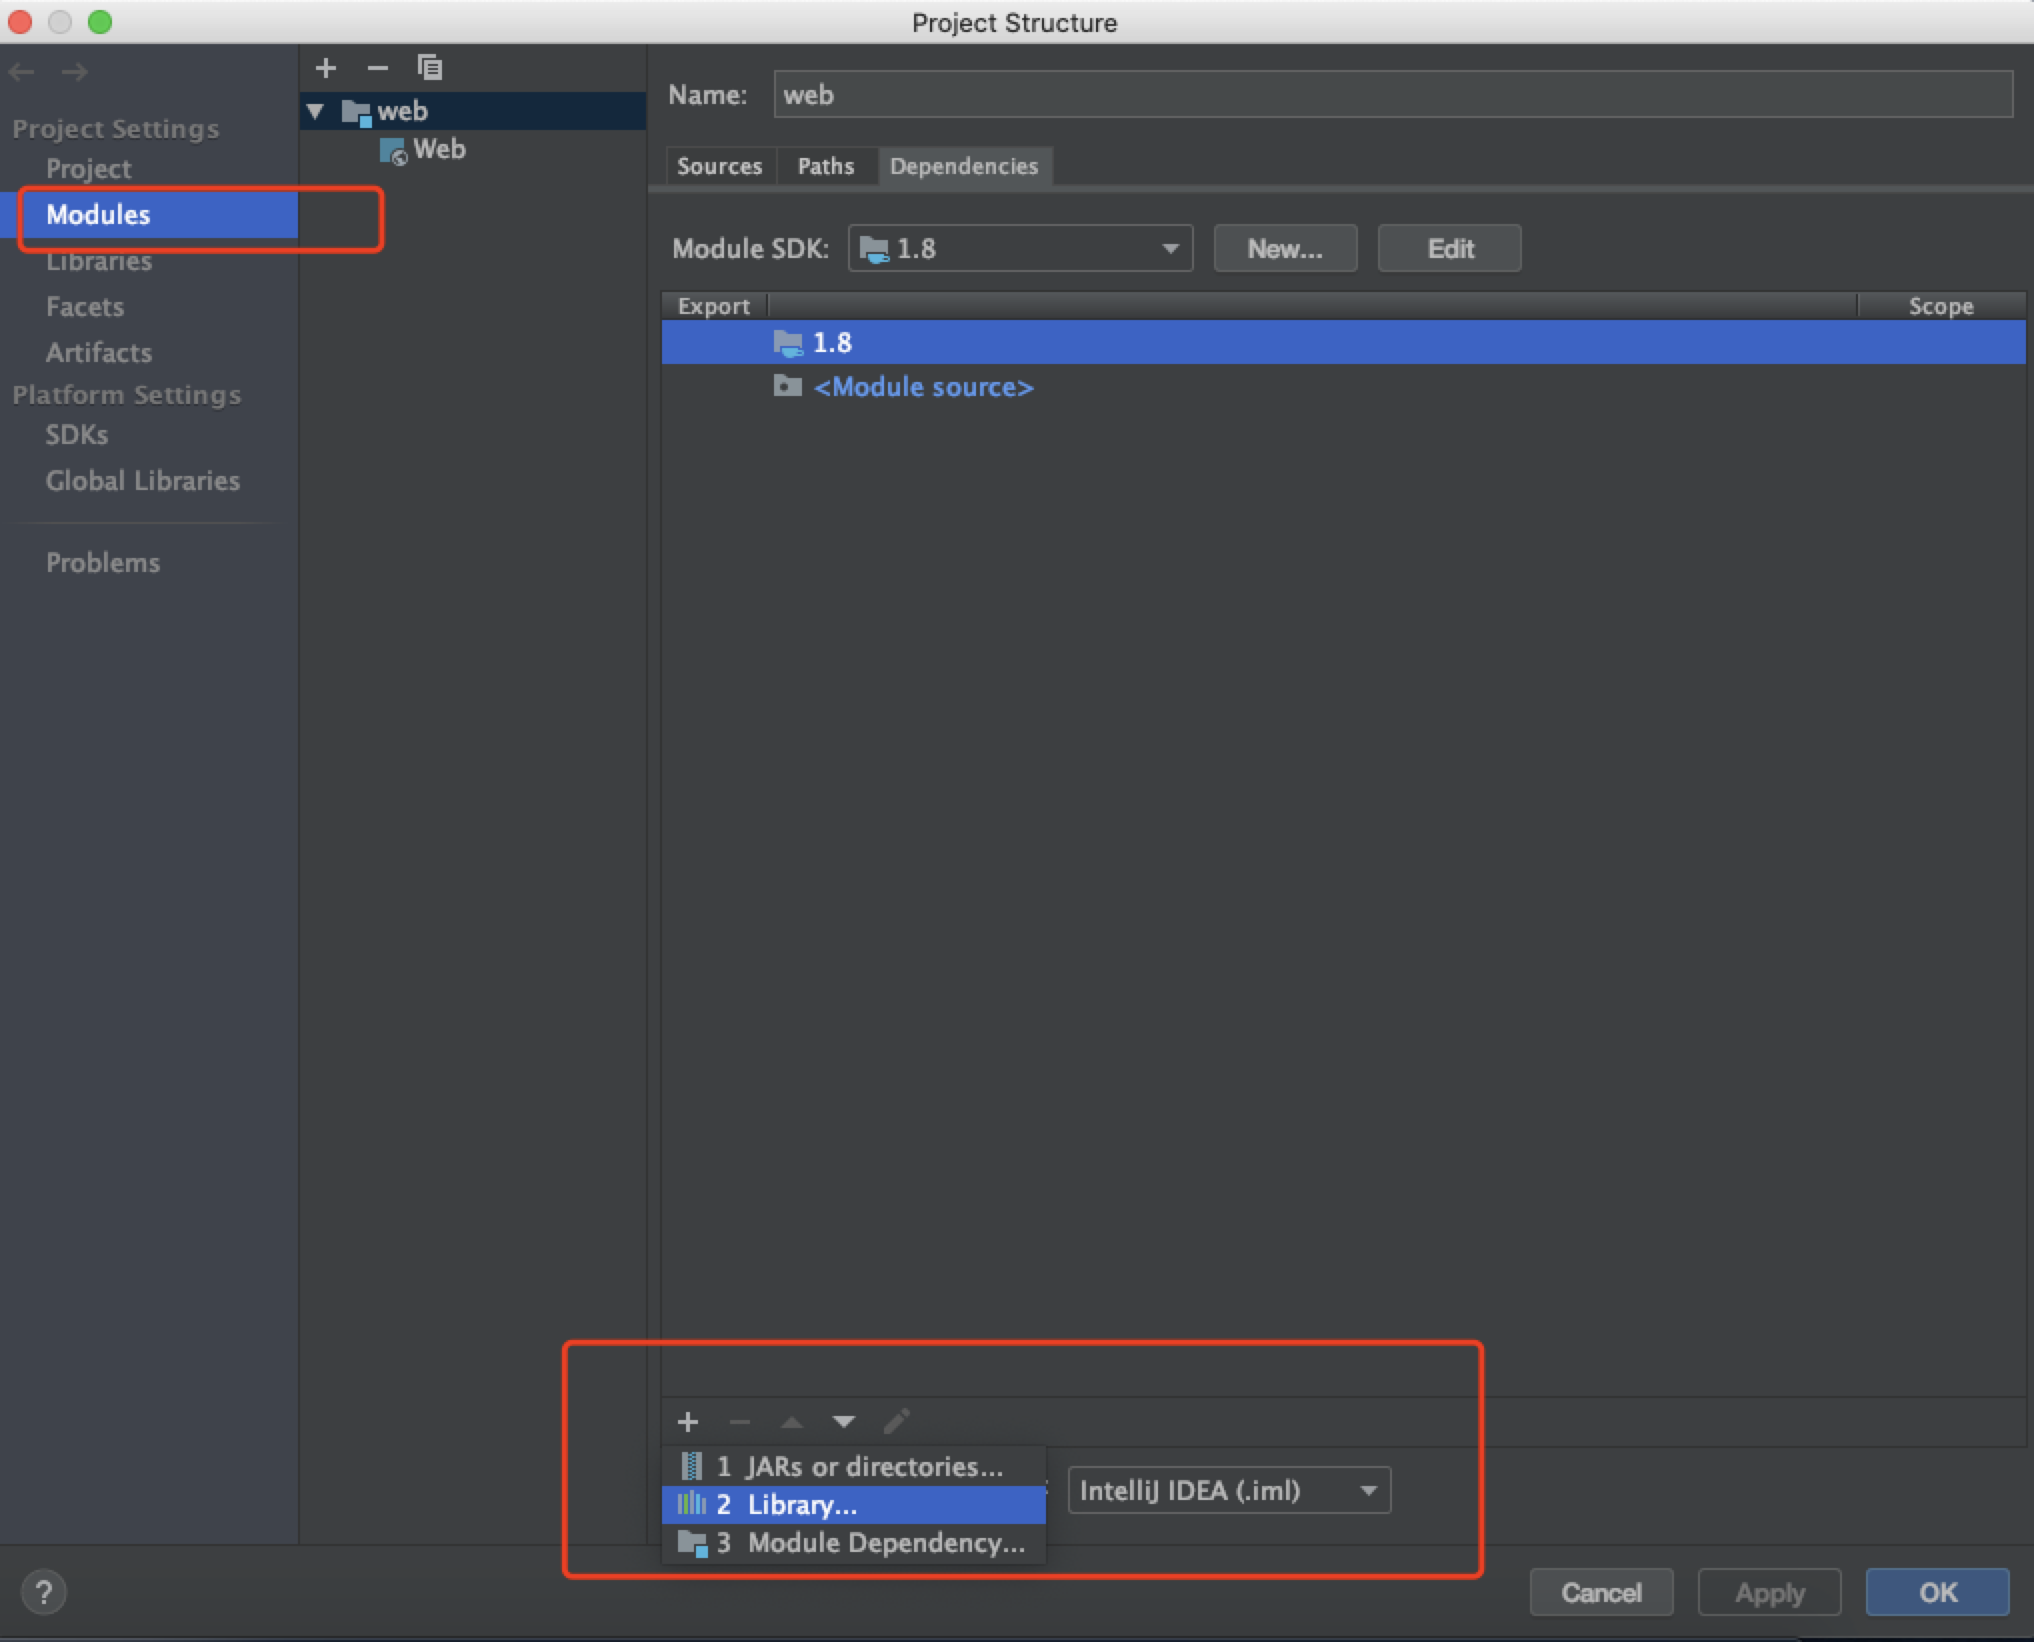 Project Structure
Project Settings
Project
Modules
Libraries
Facets
Artifacts
Platform Settings
SDKs
Global Libraries
Problems
web
Web
Name: web
Sources Paths Dependencies
Module SDK: 1.8 New... Edit
Export Scope
1.8
<Module source>
1 JARs or directories...
2 Library...
3 Module Dependency...
IntelliJ IDEA (.iml)
? Cancel Apply OK